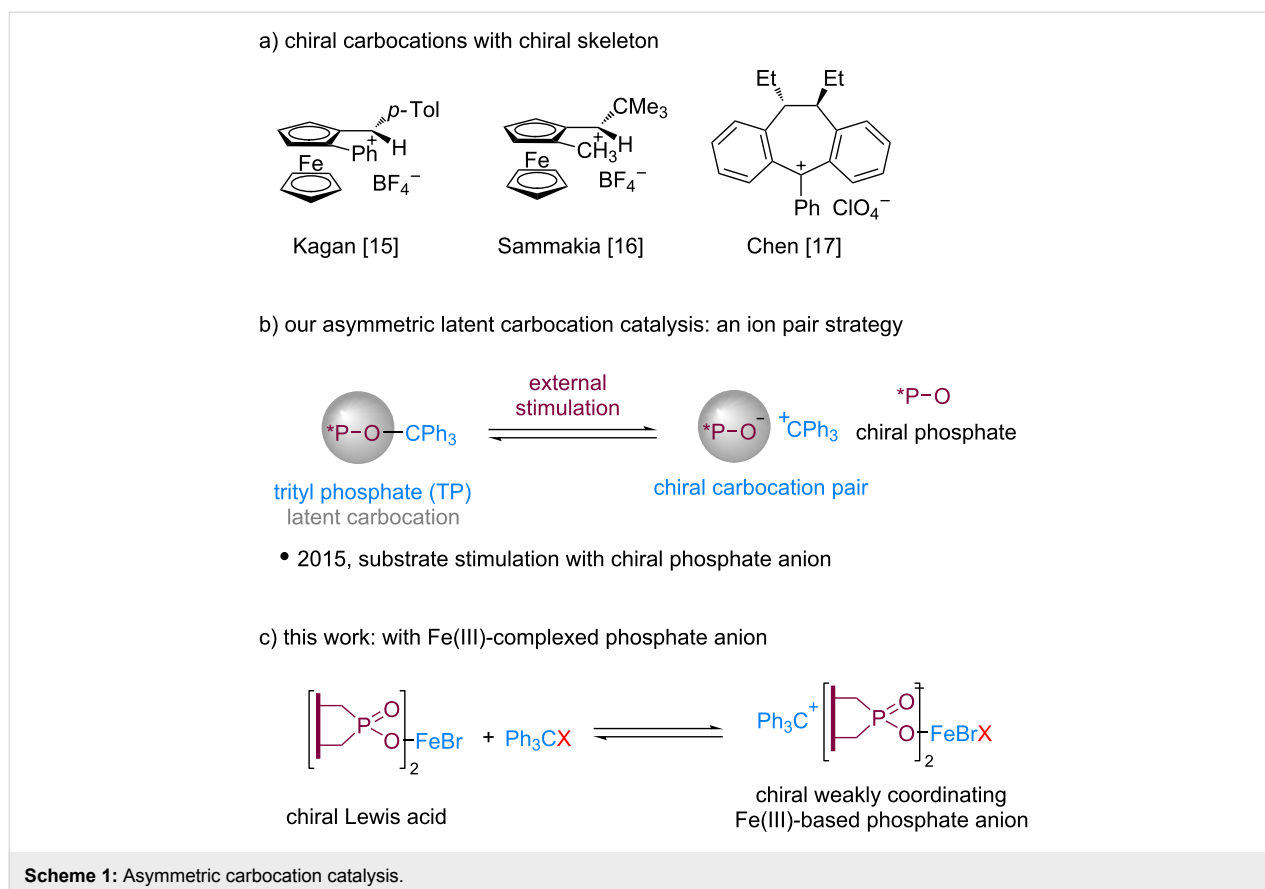 a) chiral carbocations with chiral skeleton
p-Tol
+
H
Ph
Fe
BF4−
Kagan [15]
CMe3
+
H
CH3
Fe
BF4−
Sammakia [16]
Et Et
+
Ph ClO4−
Chen [17]
b) our asymmetric latent carbocation catalysis: an ion pair strategy
*P–O–CPh3
trityl phosphate (TP)
latent carbocation
external
stimulation
*P–O− +CPh3
chiral carbocation pair
*P–O
chiral phosphate
• 2015, substrate stimulation with chiral phosphate anion
c) this work: with Fe(III)-complexed phosphate anion
[P O O]2 FeBr + Ph3CX
chiral Lewis acid
Ph3C+ [P O O]2− FeBrX
chiral weakly coordinating
Fe(III)-based phosphate anion
Scheme 1: Asymmetric carbocation catalysis.